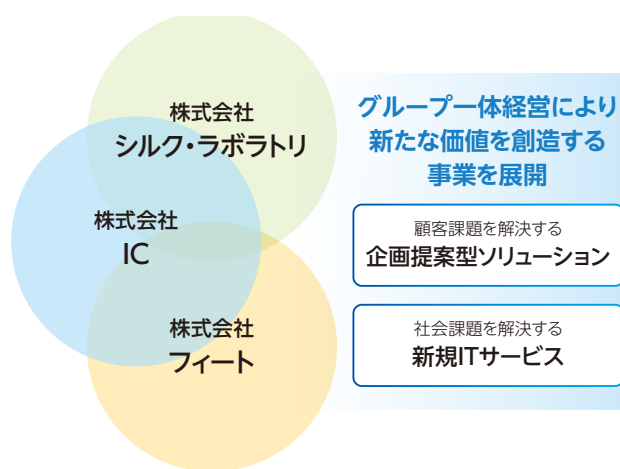 株式会社
シルク・ラボラトリ
株式会社
IC
株式会社
フィート
グループ一体経営により
新たな価値を創造する
事業を展開
顧客課題を解決する
企画提案型ソリューション
社会課題を解決する
新規ITサービス